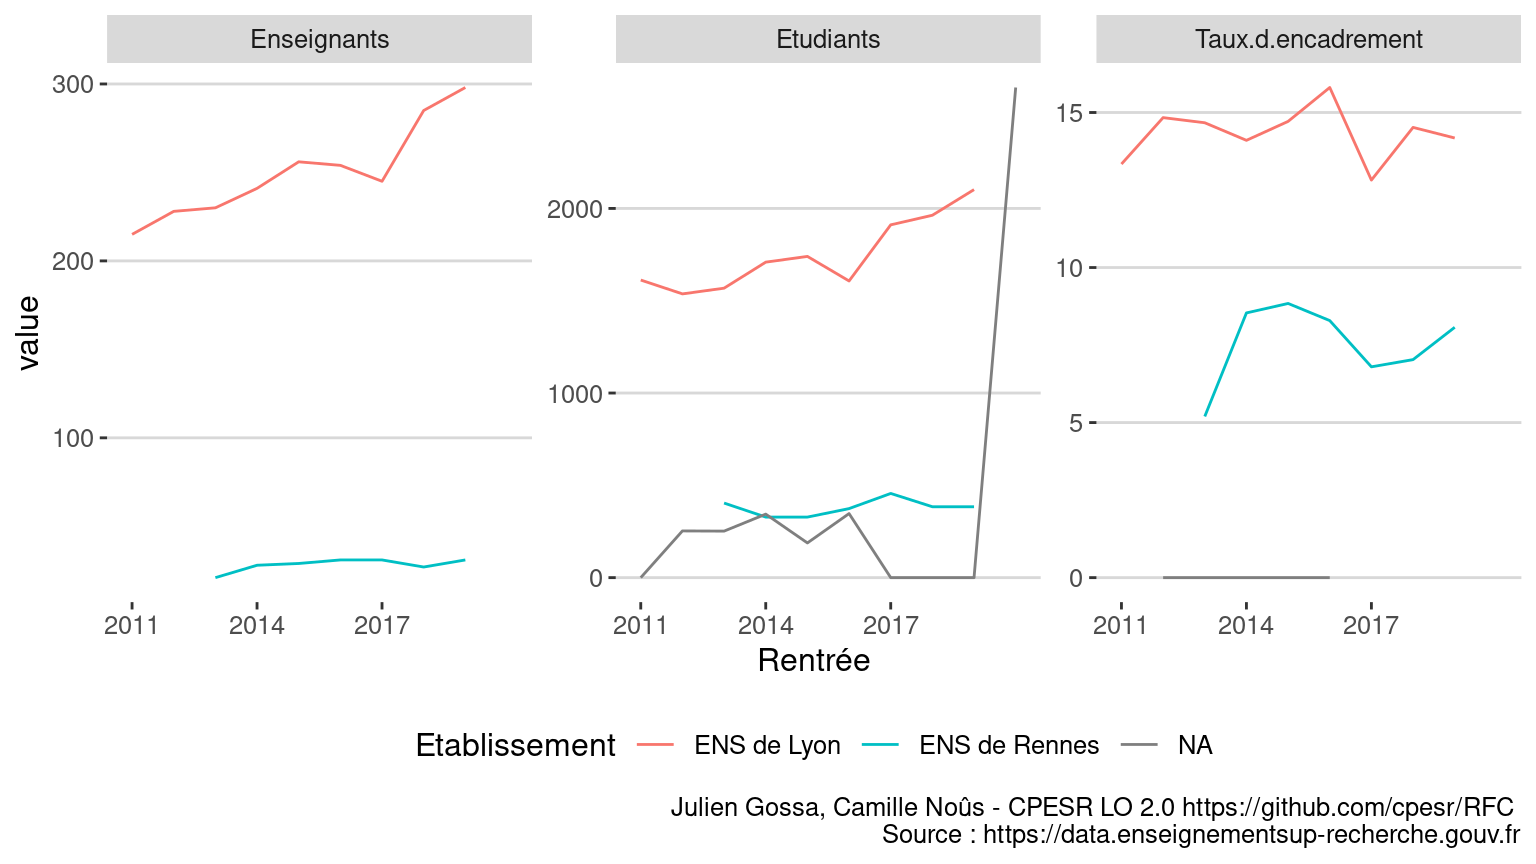 Enseignants
Etudiants
Taux.d.encadrement
value
300
200
100
2000
1000
0
15
10
5
0
2011 2014 2017
2011 2014 2017
2011 2014 2017
Rentrée
Etablissement ENS de Lyon ENS de Rennes NA
Julien Gossa, Camille Noûs - CPESR LO 2.0 https://github.com/cpesr/RFC
Source : https://data.enseignementsup-recherche.gouv.fr